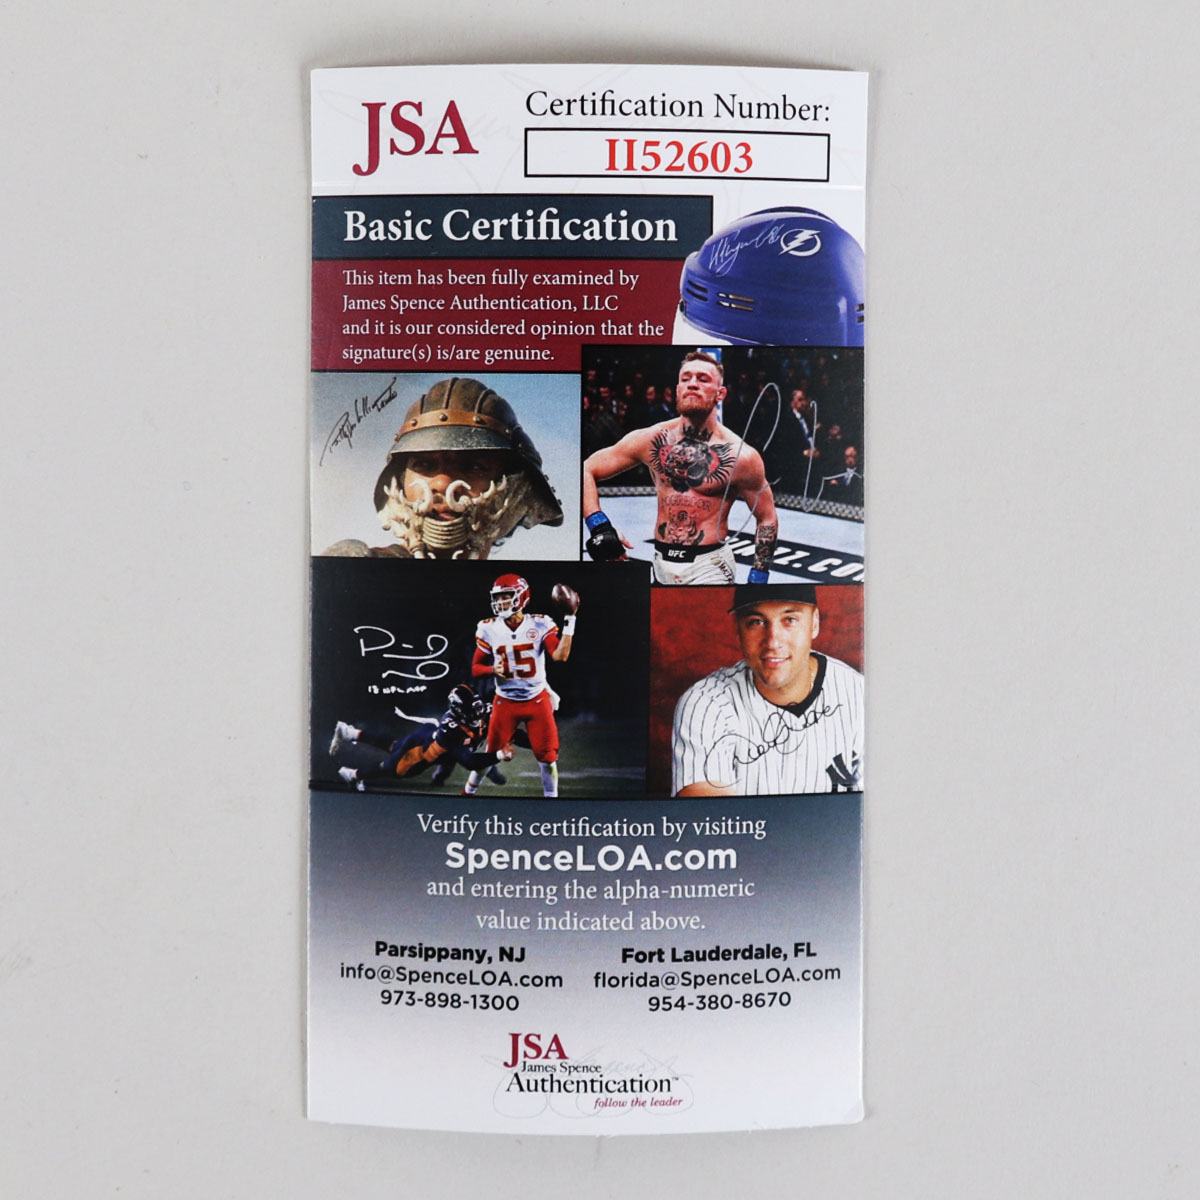 JSA
Certification Number:
II52603
Basic Certification
This item has been fully examined by
James Spence Authentication, LLC
and it is our considered opinion that the
signature(s) is/are genuine.
McGREGOR
UFC
15
Verify this certification by visiting
SpenceLOA.com
and entering the alpha-numeric
value indicated above.
Parsippany, NJ
info@SpenceLOA.com
973-898-1300
Fort Lauderdale, FL
florida@SpenceLOA.com
954-380-8670
JSA
James Spence
Authentication™
follow the leader